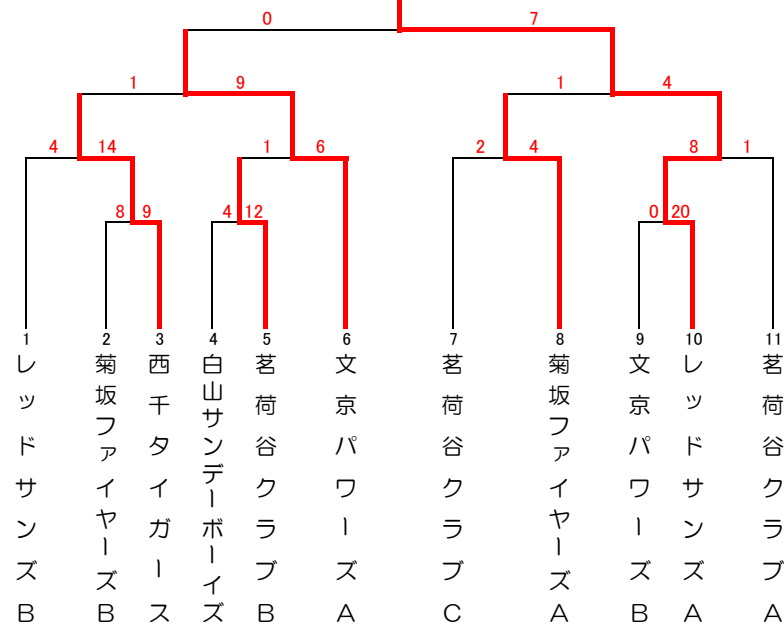 0 7
1 9 1 4
4 14 1 6 2 4 8 1
8 9 4 12 0 20
1 2 3 4 5 6 7 8 9 10 11
レッドサンズB
菊坂ファイヤーズB
西千タイガース
白山サンデーボーイズ
茗荷谷クラブB
文京パワーズA
茗荷谷クラブC
菊坂ファイヤーズA
文京パワーズB
レッドサンズA
茗荷谷クラブA